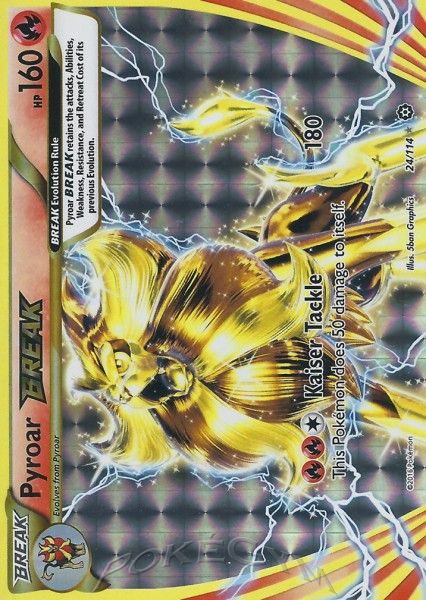 BREAK
Pyroar BREAK
HP 160
Evolves from Pyroar
BREAK Evolution Rule
Pyroar BREAK retains the attacks, Abilities,
Weakness, Resistance, and Retreat Cost of its
previous Evolution.
Kaiser Tackle 180
This Pokémon does 50 damage to itself.
Illus. 5ban Graphics
24/114
©2016 Pokémon